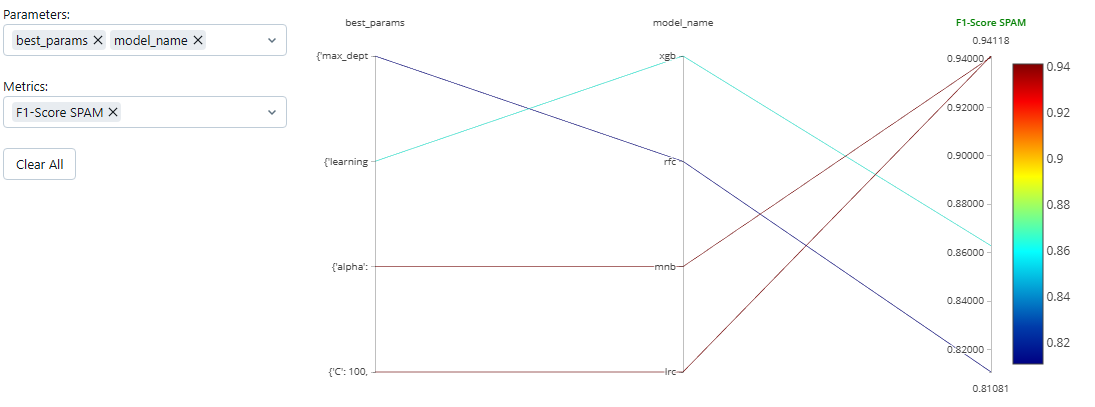 Parameters:
best_params × model_name ×
Metrics:
F1-Score SPAM ×
Clear All
best_params
model_name
F1-Score SPAM
{'max_dept
{'learning
{'alpha':
{'C': 100,
xgb
rfc
mnb
lrc
0.94118
0.94000
0.92000
0.90000
0.88000
0.86000
0.84000
0.82000
0.81081
0.94
0.92
0.9
0.88
0.86
0.84
0.82